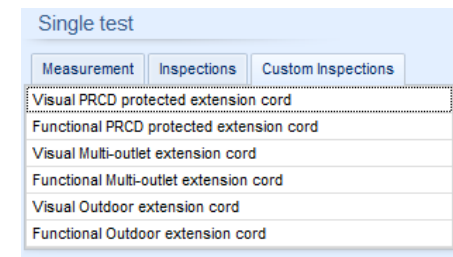 Single test
Measurement Inspections Custom Inspections
Visual PRCD protected extension cord
Functional PRCD protected extension cord
Visual Multi-outlet extension cord
Functional Multi-outlet extension cord
Visual Outdoor extension cord
Functional Outdoor extension cord